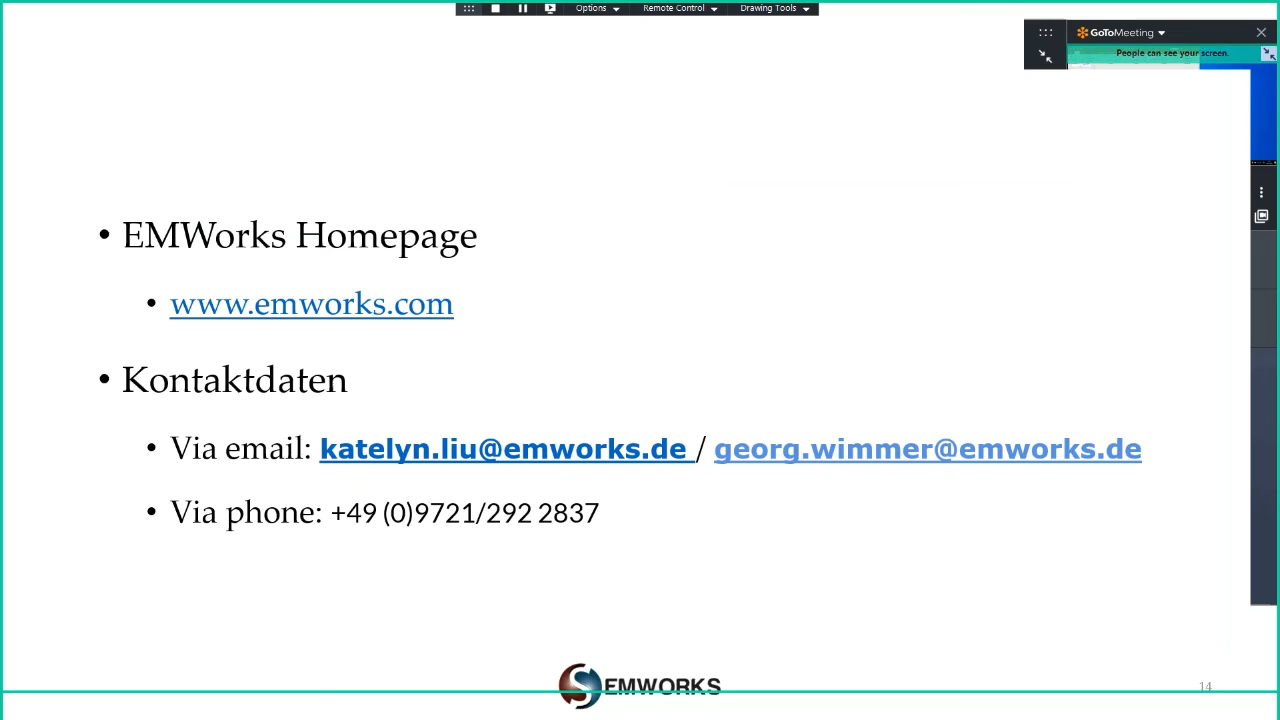 Options
Remote Control
Drawing Tools
GoToMeeting
People can see your screen.
• EMWorks Homepage
• www.emworks.com
• Kontaktdaten
• Via email: katelyn.liu@emworks.de / georg.wimmer@emworks.de
• Via phone: +49 (0)9721/292 2837
EMWORKS
14